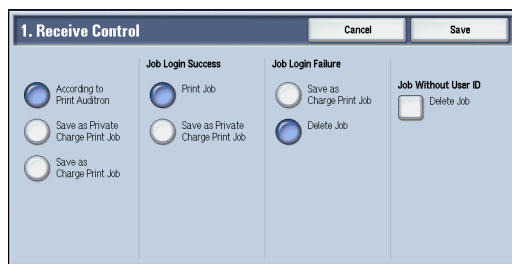 1. Receive Control
Cancel
Save
According to
Print Auditron
Save as Private
Charge Print Job
Save as
Charge Print Job
Job Login Success
Print Job
Save as Private
Charge Print Job
Job Login Failure
Save as
Charge Print Job
Delete Job
Job Without User ID
Delete Job